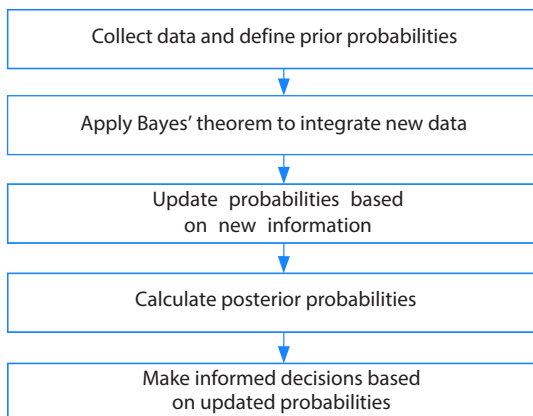 Collect data and define prior probabilities
Apply Bayes’ theorem to integrate new data
Update probabilities based
on new information
Calculate posterior probabilities
Make informed decisions based
on updated probabilities